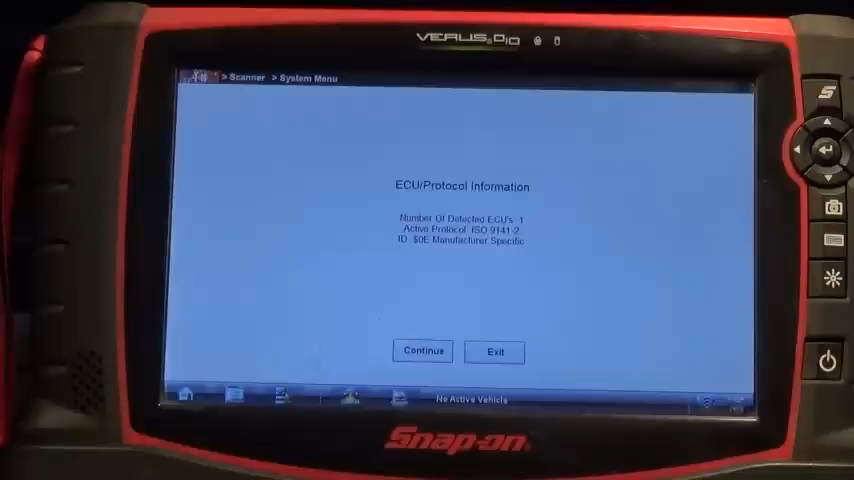 VERUS PRO
> Scanner > System Menu
ECU/Protocol Information
Number Of Detected ECU's 1
Active Protocol ISO 9141-2
ID $0E Manufacturer Specific
Continue
Exit
No Active Vehicle
Snap-on